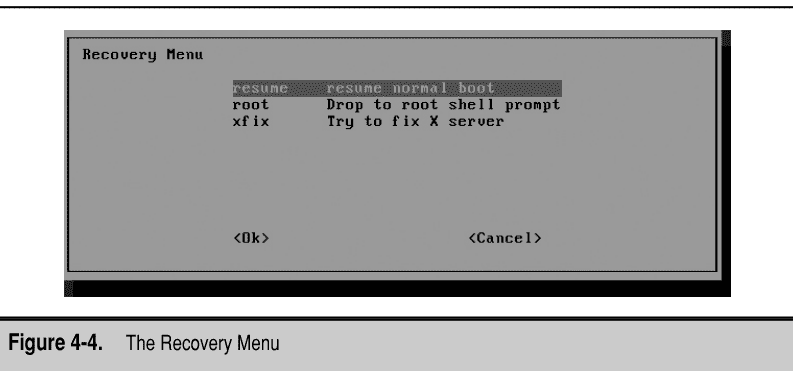 Recovery Menu
resume resume normal boot
root Drop to root shell prompt
xfix Try to fix X server
<Ok> <Cancel>
Figure 4-4. The Recovery Menu